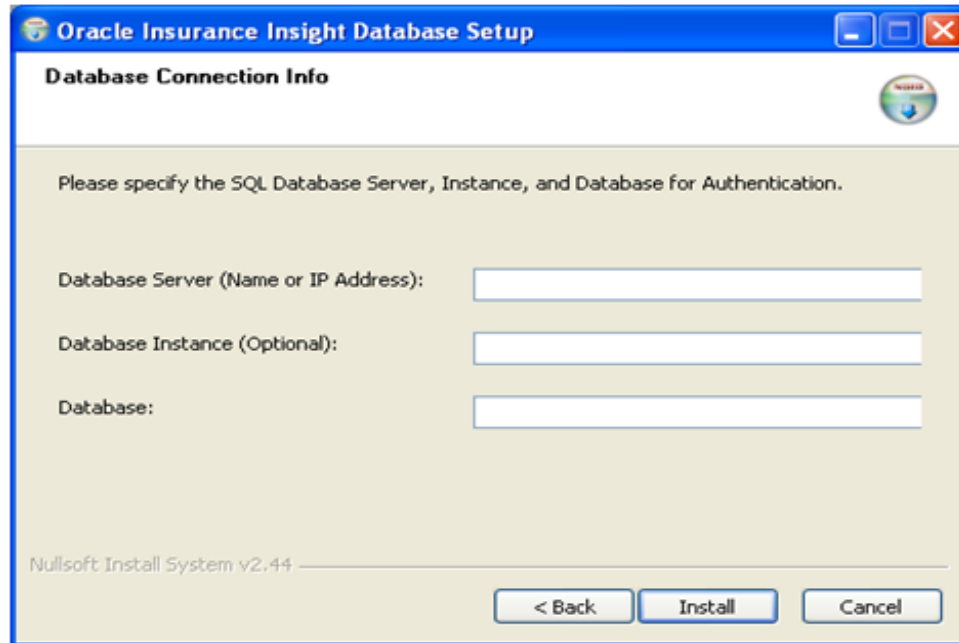 Oracle Insurance Insight Database Setup
Database Connection Info
Please specify the SQL Database Server, Instance, and Database for Authentication.
Database Server (Name or IP Address):
Database Instance (Optional):
Database:
Nullsoft Install System v2.44
< Back Install Cancel